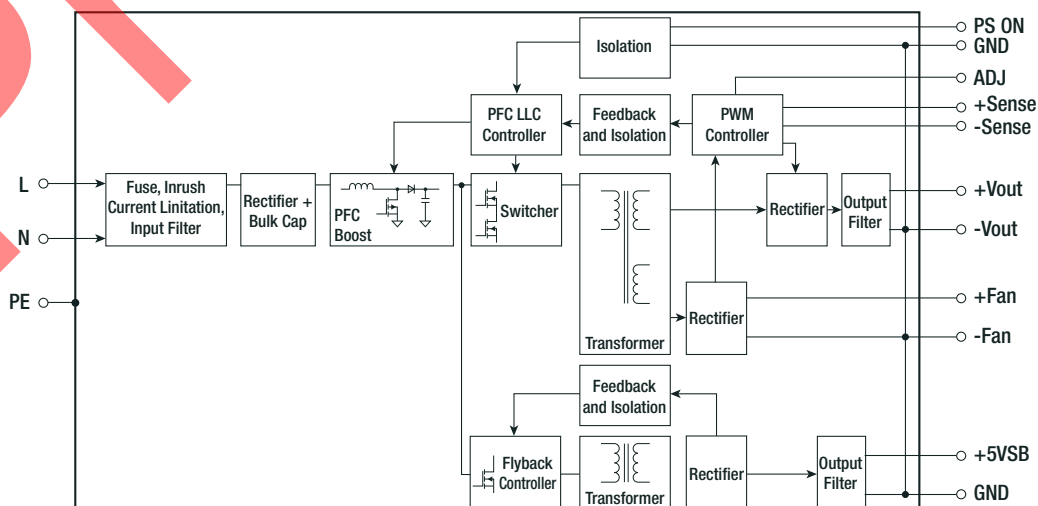 PS ON
Isolation
GND
ADJ
+Sense
-Sense
PFC LLC
Controller
Feedback
and Isolation
PWM
Controller
L
N
PE
Fuse, Inrush
Current Linitation,
Input Filter
Rectifier +
Bulk Cap
PFC
Boost
Switcher
Transformer
Rectifier
Output
Filter
+Vout
-Vout
Rectifier
+Fan
-Fan
Feedback
and Isolation
Flyback
Controller
Transformer
Rectifier
Output
Filter
+5VSB
GND